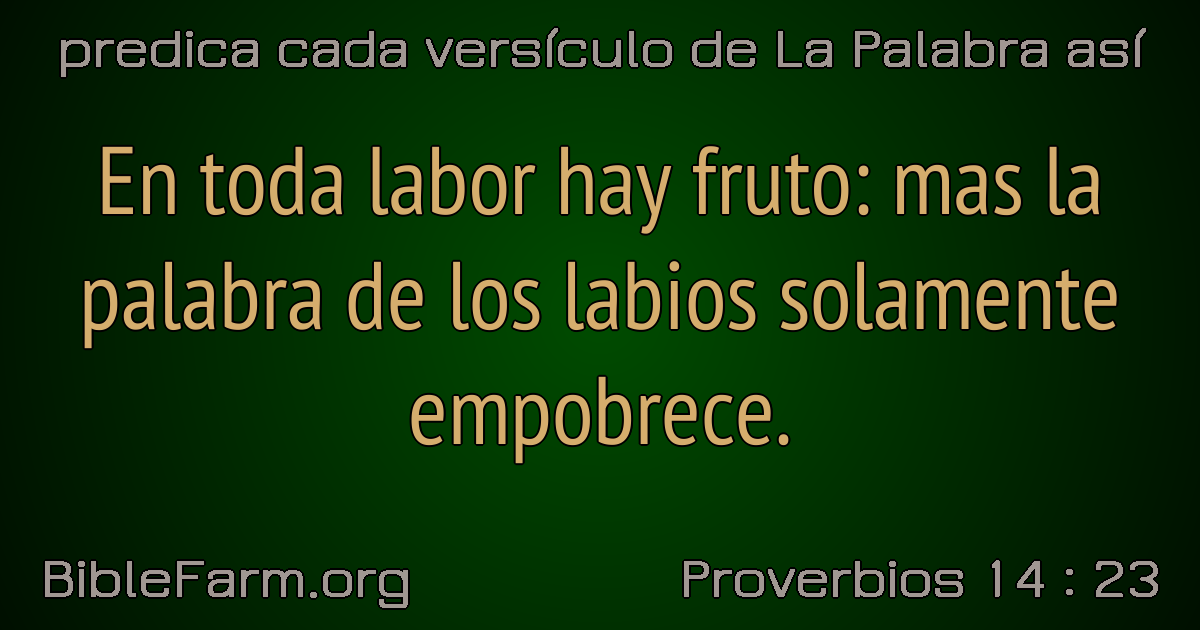 predica cada versículo de La Palabra así
En toda labor hay fruto: mas la
palabra de los labios solamente
empobrece.
BibleFarm.org
Proverbios 14 : 23